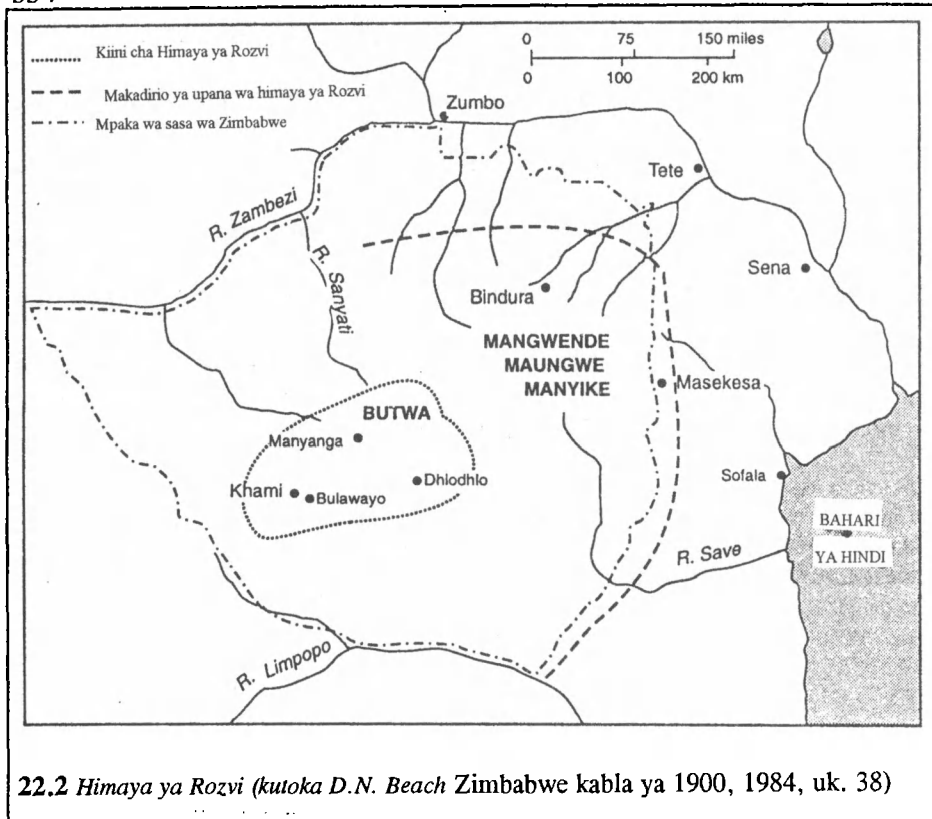 Kiini cha Himaya ya Rozvi
Makadirio ya upana wa himaya ya Rozvi
Mpaka wa sasa wa Zimbabwe
0 75 150 miles
0 100 200 km
Zumbo
Tete
R. Zambezi
R. Sanyati
Sena
Bindura
MANGWENDE
MAUNGWE
MANYIKE
Masekesa
BUTWA
Manyanga
Khami
Bulawayo
Dhlodhlo
Sofala
BAHARI
YA HINDI
R. Save
R. Limpopo
22.2 Himaya ya Rozvi (kutoka D.N. Beach Zimbabwe kabla ya 1900, 1984, uk. 38)